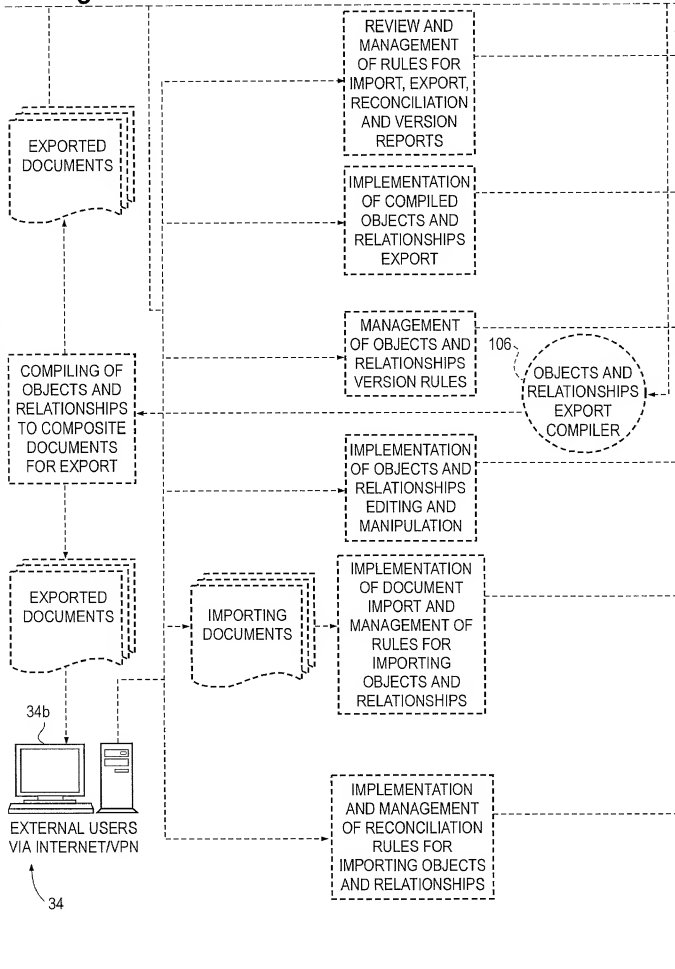 REVIEW AND
MANAGEMENT
OF RULES FOR
IMPORT, EXPORT,
RECONCILIATION
AND VERSION
REPORTS
EXPORTED
DOCUMENTS
IMPLEMENTATION
OF COMPILED
OBJECTS AND
RELATIONSHIPS
EXPORT
MANAGEMENT
OF OBJECTS AND
RELATIONSHIPS
VERSION RULES
106
OBJECTS AND
RELATIONSHIPS
EXPORT
COMPILER
COMPILING OF
OBJECTS AND
RELATIONSHIPS
TO COMPOSITE
DOCUMENTS
FOR EXPORT
IMPLEMENTATION
OF OBJECTS AND
RELATIONSHIPS
EDITING AND
MANIPULATION
EXPORTED
DOCUMENTS
IMPORTING
DOCUMENTS
IMPLEMENTATION
OF DOCUMENT
IMPORT AND
MANAGEMENT OF
RULES FOR
IMPORTING
OBJECTS AND
RELATIONSHIPS
34b
EXTERNAL USERS
VIA INTERNET/VPN
34
IMPLEMENTATION
AND MANAGEMENT
OF RECONCILIATION
RULES FOR
IMPORTING OBJECTS
AND RELATIONSHIPS